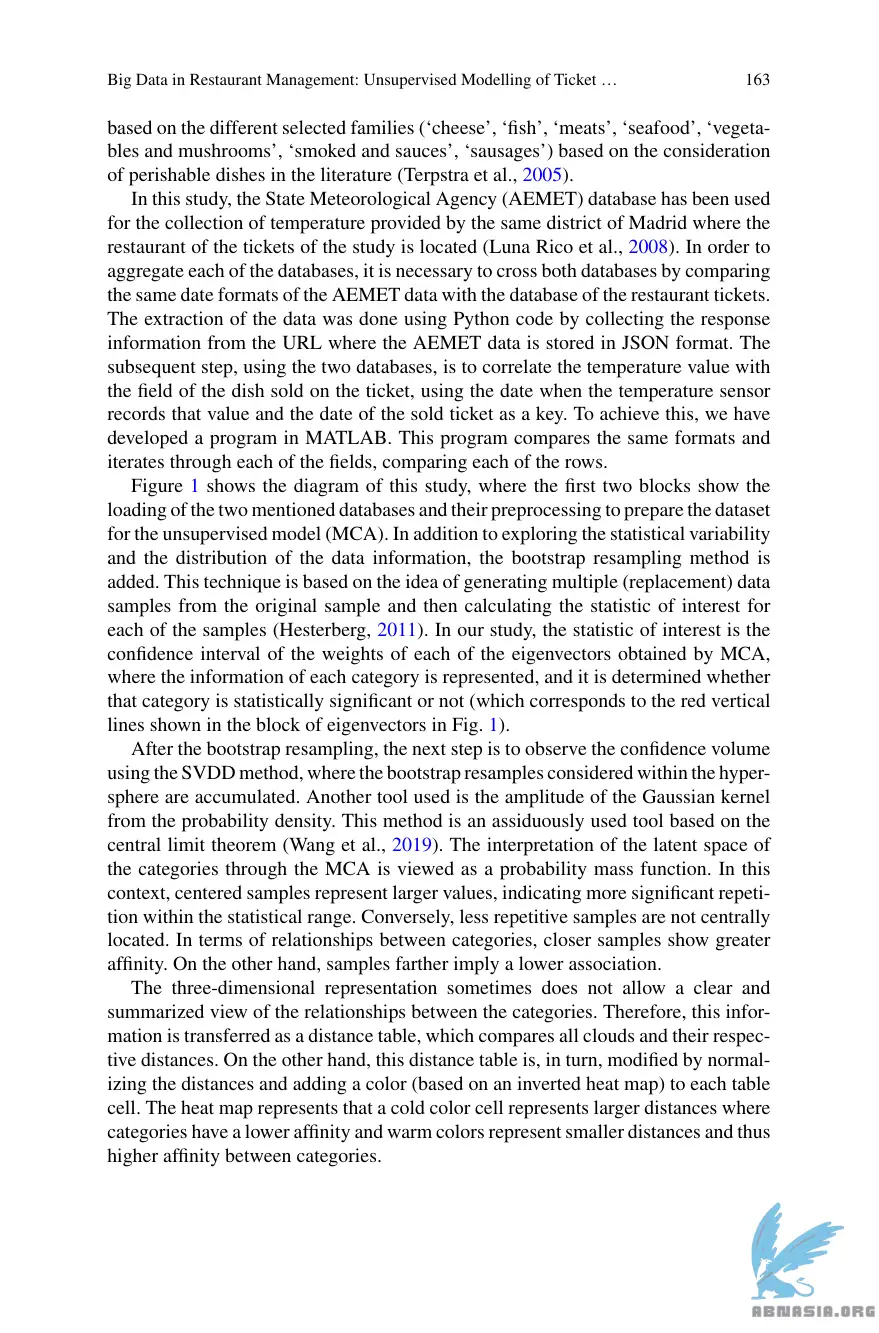 Big Data in Restaurant Management: Unsupervised Modelling of Ticket … 163
based on the different selected families (‘cheese’, ‘fish’, ‘meats’, ‘seafood’, ‘vegeta-
bles and mushrooms’, ‘smoked and sauces’, ‘sausages’) based on the consideration
of perishable dishes in the literature (Terpstra et al., 2005).
In this study, the State Meteorological Agency (AEMET) database has been used
for the collection of temperature provided by the same district of Madrid where the
restaurant of the tickets of the study is located (Luna Rico et al., 2008). In order to
aggregate each of the databases, it is necessary to cross both databases by comparing
the same date formats of the AEMET data with the database of the restaurant tickets.
The extraction of the data was done using Python code by collecting the response
information from the URL where the AEMET data is stored in JSON format. The
subsequent step, using the two databases, is to correlate the temperature value with
the field of the dish sold on the ticket, using the date when the temperature sensor
records that value and the date of the sold ticket as a key. To achieve this, we have
developed a program in MATLAB. This program compares the same formats and
iterates through each of the fields, comparing each of the rows.
Figure 1 shows the diagram of this study, where the first two blocks show the
loading of the two mentioned databases and their preprocessing to prepare the dataset
for the unsupervised model (MCA). In addition to exploring the statistical variability
and the distribution of the data information, the bootstrap resampling method is
added. This technique is based on the idea of generating multiple (replacement) data
samples from the original sample and then calculating the statistic of interest for
each of the samples (Hesterberg, 2011). In our study, the statistic of interest is the
confidence interval of the weights of each of the eigenvectors obtained by MCA,
where the information of each category is represented, and it is determined whether
that category is statistically significant or not (which corresponds to the red vertical
lines shown in the block of eigenvectors in Fig. 1).
After the bootstrap resampling, the next step is to observe the confidence volume
using the SVDD method, where the bootstrap resamples considered within the hyper-
sphere are accumulated. Another tool used is the amplitude of the Gaussian kernel
from the probability density. This method is an assiduously used tool based on the
central limit theorem (Wang et al., 2019). The interpretation of the latent space of
the categories through the MCA is viewed as a probability mass function. In this
context, centered samples represent larger values, indicating more significant repeti-
tion within the statistical range. Conversely, less repetitive samples are not centrally
located. In terms of relationships between categories, closer samples show greater
affinity. On the other hand, samples farther imply a lower association.
The three-dimensional representation sometimes does not allow a clear and
summarized view of the relationships between the categories. Therefore, this infor-
mation is transferred as a distance table, which compares all clouds and their respec-
tive distances. On the other hand, this distance table is, in turn, modified by normal-
izing the distances and adding a color (based on an inverted heat map) to each table
cell. The heat map represents that a cold color cell represents larger distances where
categories have a lower affinity and warm colors represent smaller distances and thus
higher affinity between categories.
ABNASIA.ORG